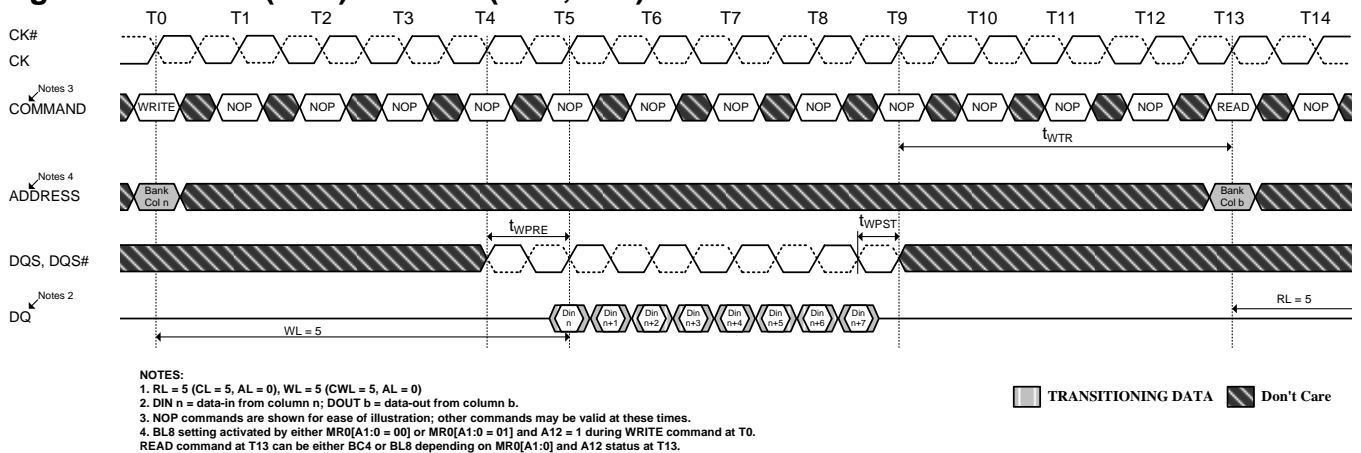 T0 T1 T2 T3 T4 T5 T6 T7 T8 T9 T10 T11 T12 T13 T14
CK#
CK
Notes 3
COMMAND
WRITE NOP NOP NOP NOP NOP NOP NOP NOP NOP NOP NOP NOP READ NOP
tWTR
Notes 4
ADDRESS
Bank Bank
Col n Col b
tWPRE tWPST
DQS, DQS#
Notes 2
DQ
Din Din Din Din Din Din Din Din
n n+1 n+2 n+3 n+4 n+5 n+6 n+7
RL = 5
WL = 5
NOTES:
1. RL = 5 (CL = 5, AL = 0), WL = 5 (CWL = 5, AL = 0)
2. DIN n = data-in from column n; DOUT b = data-out from column b.
3. NOP commands are shown for ease of illustration; other commands may be valid at these times.
4. BL8 setting activated by either MR0[A1:0 = 00] or MR0[A1:0 = 01] and A12 = 1 during WRITE command at T0.
READ command at T13 can be either BC4 or BL8 depending on MR0[A1:0] and A12 status at T13.
TRANSITIONING DATA Don't Care